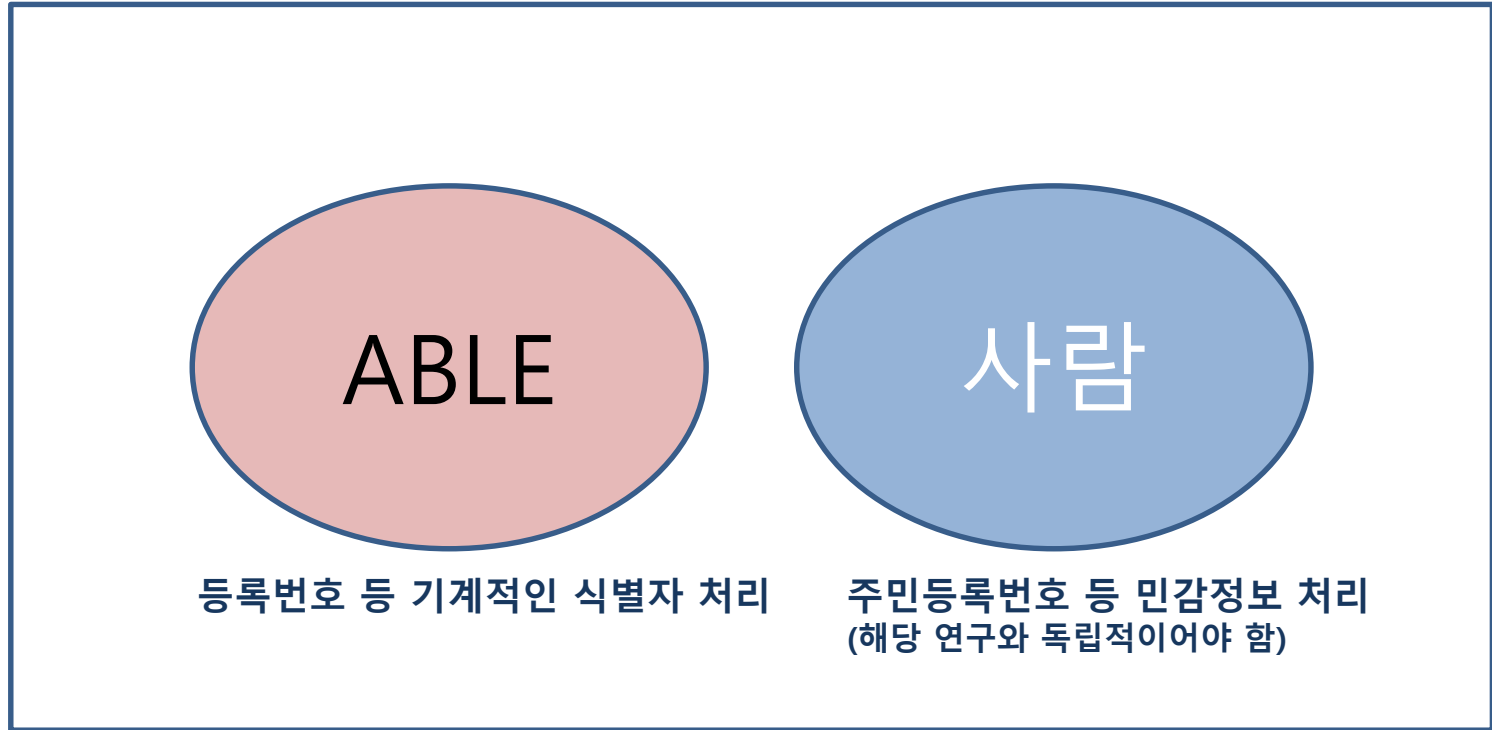 ABLE
사람
등록번호 등 기계적인 식별자 처리
주민등록번호 등 민감정보 처리
(해당 연구와 독립적이어야 함)